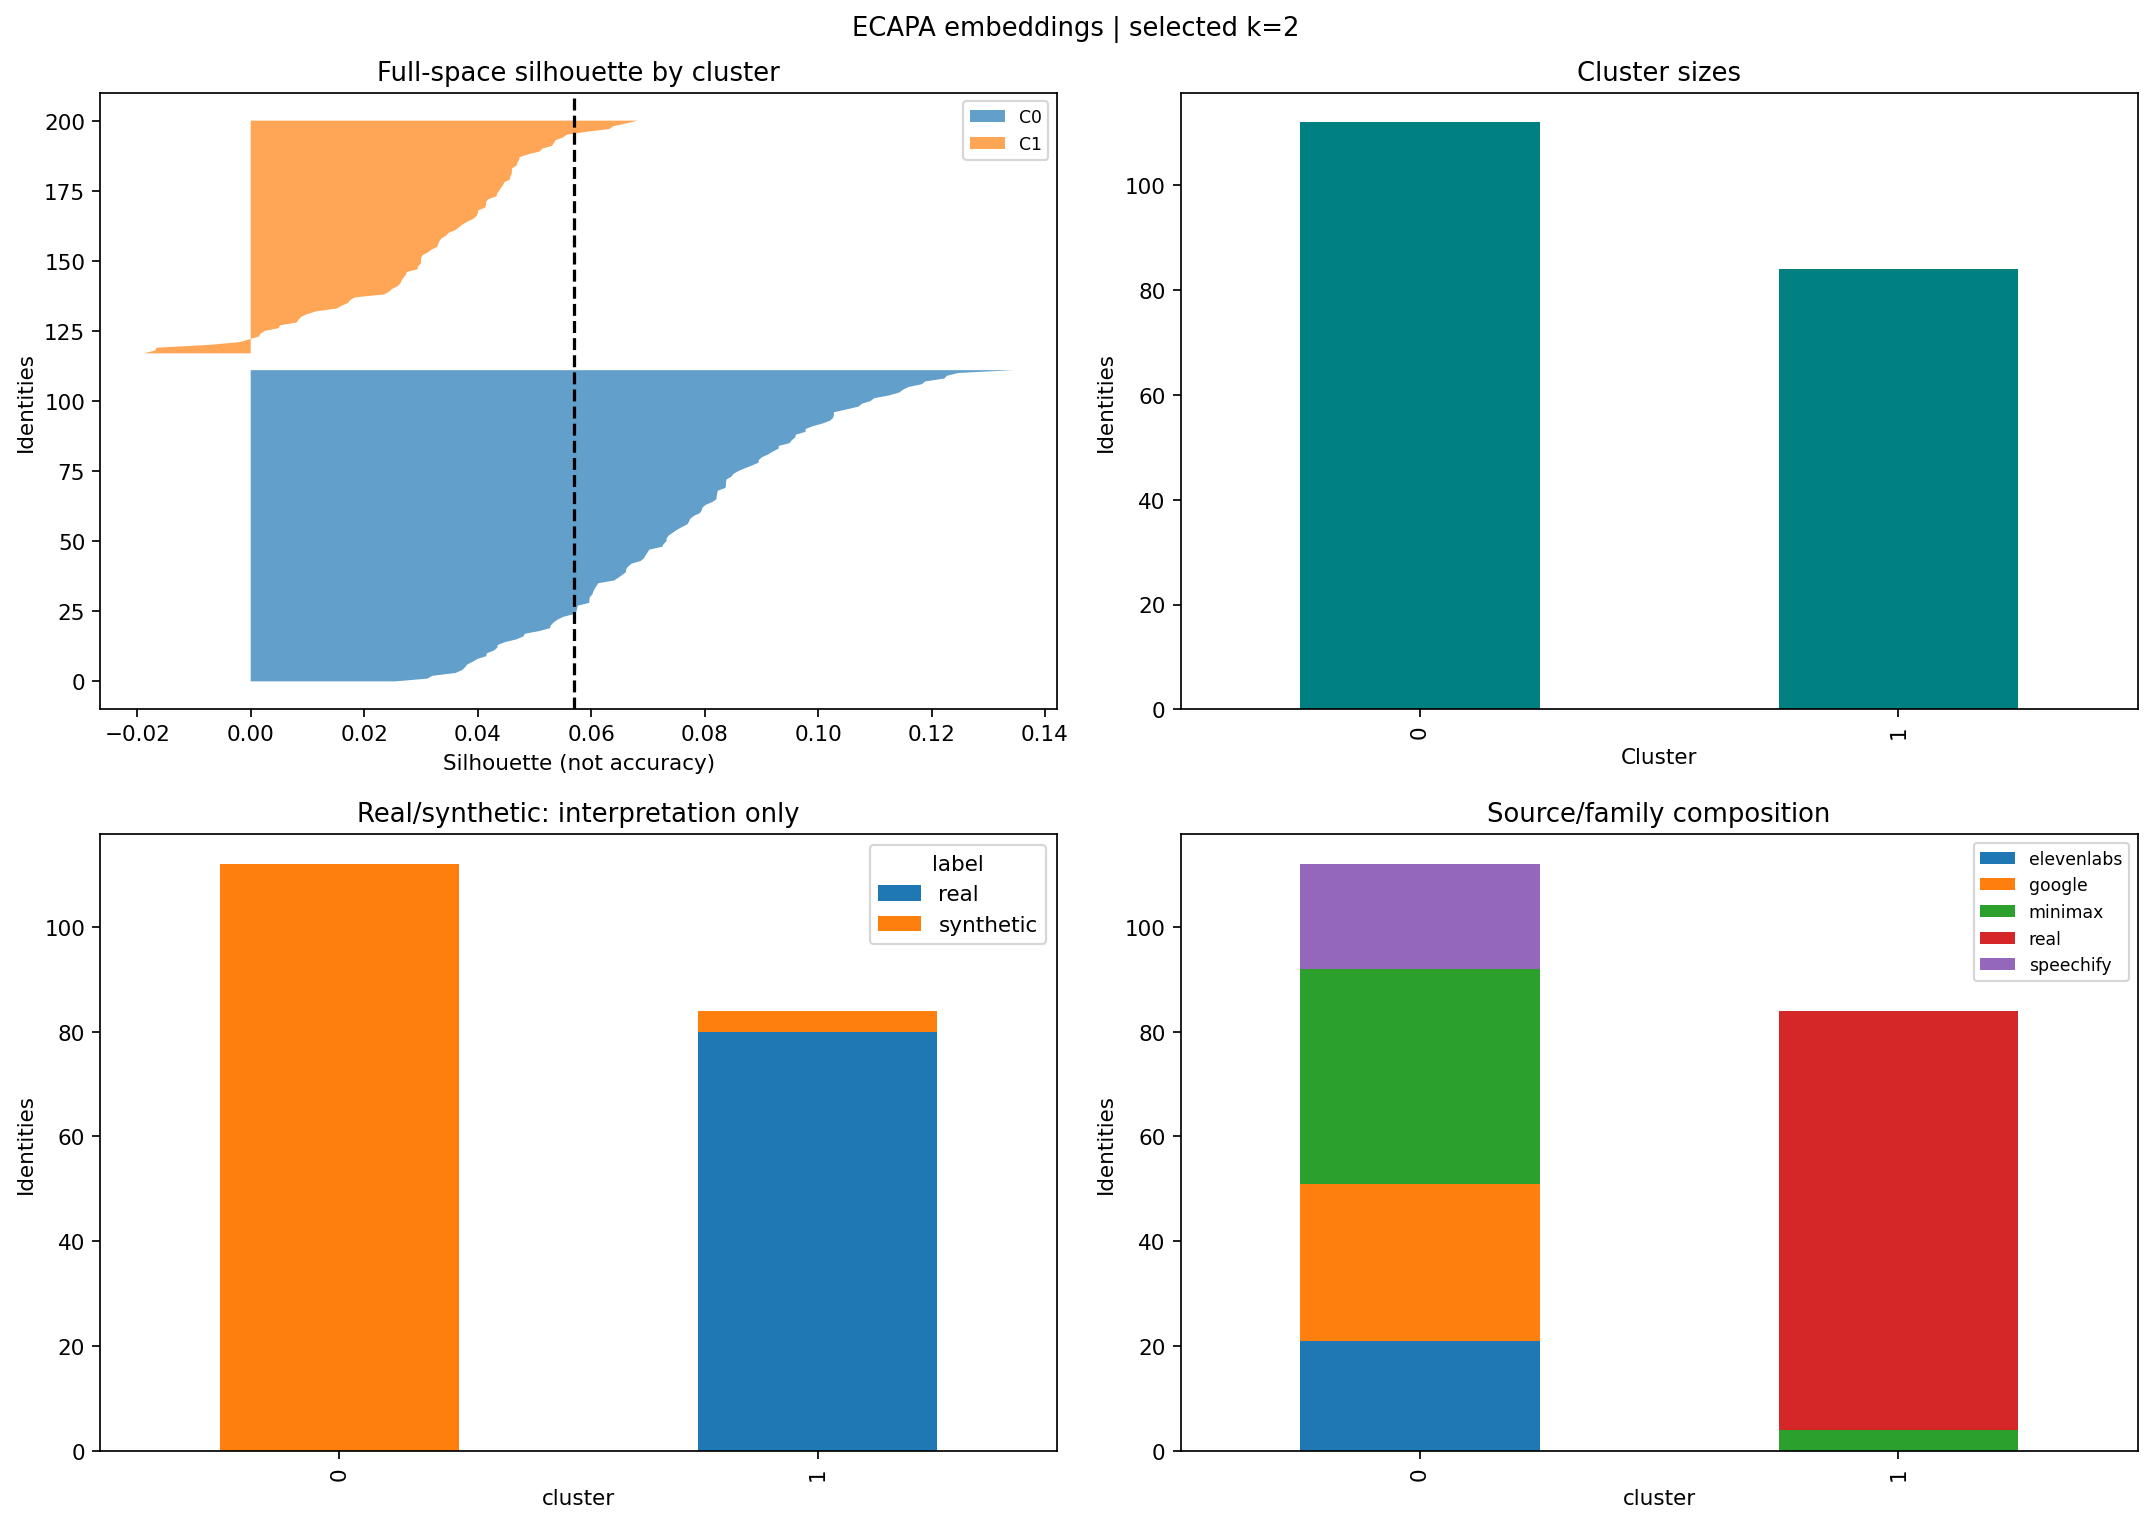 ECAPA embeddings | selected k=2
Full-space silhouette by cluster
200
175
150
125
100
75
50
25
0
Identities
−0.02 0.00 0.02 0.04 0.06 0.08 0.10 0.12 0.14
Silhouette (not accuracy)
C0
C1
Cluster sizes
100
80
60
40
20
0
Identities
0 1
Cluster
Real/synthetic: interpretation only
100
80
60
40
20
0
Identities
0 1
cluster
label
real
synthetic
Source/family composition
100
80
60
40
20
0
Identities
0 1
cluster
elevenlabs
google
minimax
real
speechify